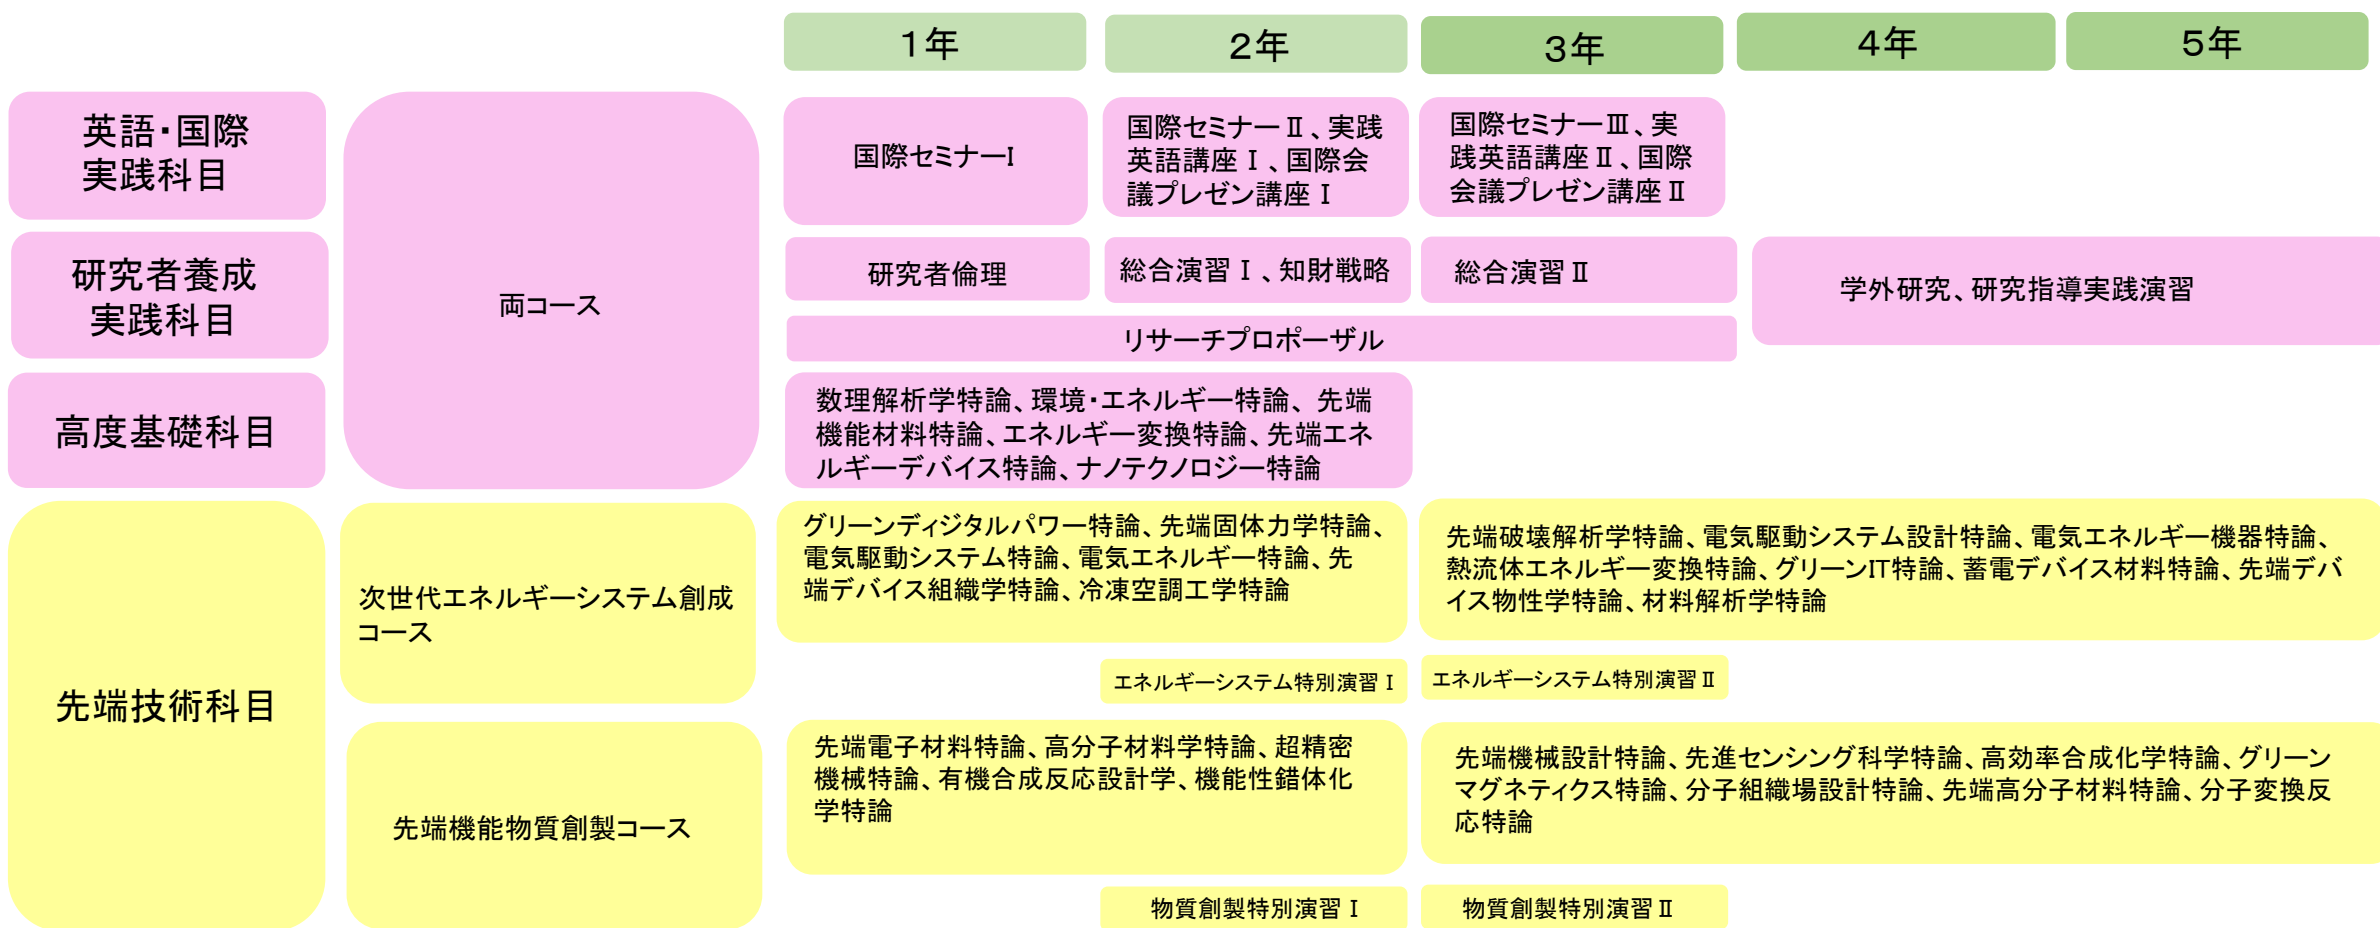 1年
2年
3年
4年
5年
英語・国際
実践科目
両コース
国際セミナーI
国際セミナーⅡ、実践
英語講座Ⅰ、国際会
議プレゼン講座Ⅰ
国際セミナーⅢ、実
践英語講座Ⅱ、国際
会議プレゼン講座Ⅱ
研究者養成
実践科目
研究者倫理
総合演習Ⅰ、知財戦略
総合演習Ⅱ
学外研究、研究指導実践演習
リサーチプロポーザル
高度基礎科目
数理解析学特論、環境・エネルギー特論、先端
機能材料特論、エネルギー変換特論、先端エネ
ルギーデバイス特論、ナノテクノロジー特論
先端技術科目
次世代エネルギーシステム創成
コース
グリーンディジタルパワー特論、先端固体力学特論、
電気駆動システム特論、電気エネルギー特論、先
端デバイス組織学特論、冷凍空調工学特論
先端破壊解析学特論、電気駆動システム設計特論、電気エネルギー機器特論、
熱流体エネルギー変換特論、グリーンIT特論、蓄電デバイス材料特論、先端デバ
イス物性学特論、材料解析学特論
エネルギーシステム特別演習Ⅰ
エネルギーシステム特別演習Ⅱ
先端機能物質創製コース
先端電子材料特論、高分子材料学特論、超精密
機械特論、有機合成反応設計学、機能性錯体化
学特論
先端機械設計特論、先進センシング科学特論、高効率合成化学特論、グリーン
マグネティクス特論、分子組織場設計特論、先端高分子材料特論、分子変換反
応特論
物質創製特別演習Ⅰ
物質創製特別演習Ⅱ